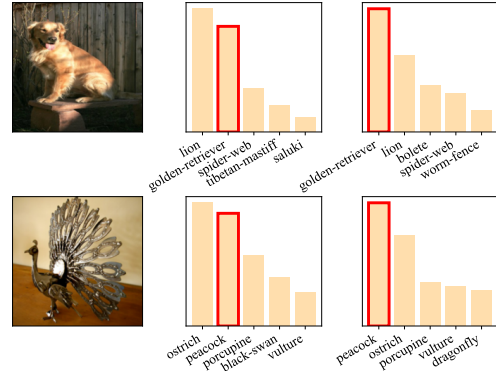 lion
golden-retriever
spider-web
tibetan-mastiff
saluki
golden-retriever
lion
bolete
spider-web
worm-fence
ostrich
peacock
porcupine
black-swan
vulture
peacock
ostrich
porcupine
vulture
dragonfly